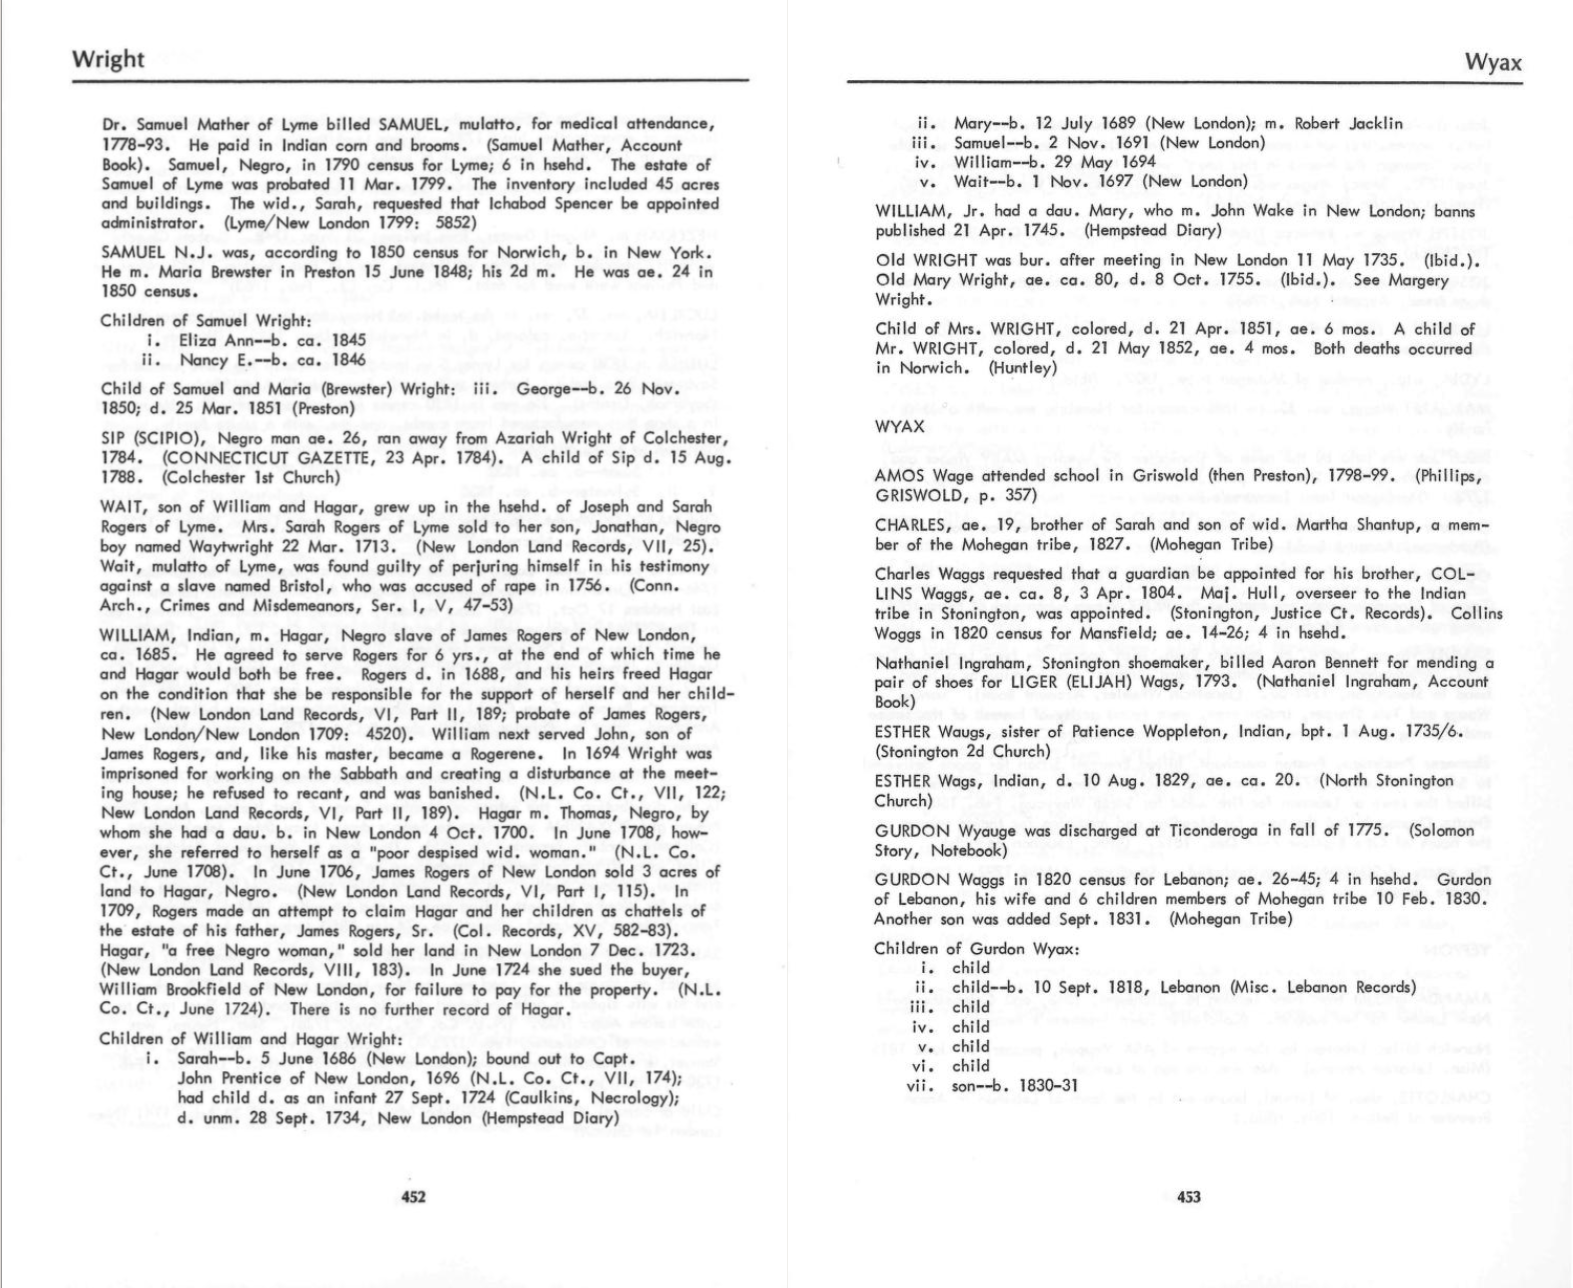 Wright
Dr. Samuel Mather of Lyme billed SAMUEL, mulatto, for medical attendance,
1778-93. He paid in Indian corn and brooms. (Samuel Mather, Account
Book). Samuel, Negro, in 1790 census for Lyme; 6 in hsehd. The estate of
Samuel of Lyme was probated 11 Mar. 1799. The inventory included 45 acres
and buildings. The wid., Sarah, requested that Ichabod Spencer be appointed
administrator. (Lyme/New London 1799: 5852)
SAMUEL N.J. was, according to 1850 census for Norwich, b. in New York.
He m. Maria Brewster in Preston 15 June 1848; his 2d m. He was ae. 24 in
1850 census.
Children of Samuel Wright:
i. Eliza Ann--b. ca. 1845
ii. Nancy E.--b. ca. 1846
Child of Samuel and Maria (Brewster) Wright: iii. George--b. 26 Nov.
1850; d. 25 Mar. 1851 (Preston)
SIP (SCIPIO), Negro man ae. 26, ran away from Azariah Wright of Colchester,
1784. (CONNECTICUT GAZETTE, 23 Apr. 1784). A child of Sip d. 15 Aug.
1788. (Colchester 1st Church)
WAIT, son of William and Hagar, grew up in the hsehd. of Joseph and Sarah
Rogers of Lyme. Mrs. Sarah Rogers of Lyme sold to her son, Jonathan, Negro
boy named Waytwright 22 Mar. 1713. (New London Land Records, VII, 25).
Wait, mulatto of Lyme, was found guilty of perjuring himself in his testimony
against a slave named Bristol, who was accused of rape in 1756. (Conn.
Arch., Crimes and Misdemeanors, Ser. I, V, 47-53)
WILLIAM, Indian, m. Hagar, Negro slave of James Rogers of New London,
ca. 1685. He agreed to serve Rogers for 6 yrs., at the end of which time he
and Hagar would both be free. Rogers d. in 1688, and his heirs freed Hagar
on the condition that she be responsible for the support of herself and her child-
ren. (New London Land Records, VI, Part II, 189; probate of James Rogers,
New London/New London 1709: 4520). William next served John, son of
James Rogers, and, like his master, became a Rogerene. In 1694 Wright was
imprisoned for working on the Sabbath and creating a disturbance at the meet-
ing house; he refused to recant, and was banished. (N.L. Co. Ct., VII, 122;
New London Land Records, VI, Part II, 189). Hagar m. Thomas, Negro, by
whom she had a dau. b. in New London 4 Oct. 1700. In June 1708, how-
ever, she referred to herself as a "poor despised wid. woman." (N.L. Co.
Ct., June 1708). In June 1706, James Rogers of New London sold 3 acres of
land to Hagar, Negro. (New London Land Records, VI, Part I, 115). In
1709, Rogers made an attempt to claim Hagar and her children as chattels of
the estate of his father, James Rogers, Sr. (Col. Records, XV, 582-83).
Hagar, "a free Negro woman," sold her land in New London 7 Dec. 1723.
(New London Land Records, VIII, 183). In June 1724 she sued the buyer,
William Brookfield of New London, for failure to pay for the property. (N.L.
Co. Ct., June 1724). There is no further record of Hagar.
Children of William and Hagar Wright:
i. Sarah--b. 5 June 1686 (New London); bound out to Capt.
John Prentice of New London, 1696 (N.L. Co. Ct., VII, 174);
had child d. as an infant 27 Sept. 1724 (Caulkins, Necrology);
d. unm. 28 Sept. 1734, New London (Hempstead Diary)
452
Wyax
ii. Mary--b. 12 July 1689 (New London); m. Robert Jacklin
iii. Samuel--b. 2 Nov. 1691 (New London)
iv. William--b. 29 May 1694
v. Wait--b. 1 Nov. 1697 (New London)
WILLIAM, Jr. had a dau. Mary, who m. John Wake in New London; banns
published 21 Apr. 1745. (Hempstead Diary)
Old WRIGHT was bur. after meeting in New London 11 May 1735. (Ibid.).
Old Mary Wright, ae. ca. 80, d. 8 Oct. 1755. (Ibid.). See Margery
Wright.
Child of Mrs. WRIGHT, colored, d. 21 Apr. 1851, ae. 6 mos. A child of
Mr. WRIGHT, colored, d. 21 May 1852, ae. 4 mos. Both deaths occurred
in Norwich. (Huntley)
WYAX
AMOS Wage attended school in Griswold (then Preston), 1798-99. (Phillips,
GRISWOLD, p. 357)
CHARLES, ae. 19, brother of Sarah and son of wid. Martha Shantup, a mem-
ber of the Mohegan tribe, 1827. (Mohegan Tribe)
Charles Waggs requested that a guardian be appointed for his brother, COL-
LINS Waggs, ae. ca. 8, 3 Apr. 1804. Maj. Hull, overseer to the Indian
tribe in Stonington, was appointed. (Stonington, Justice Ct. Records). Collins
Woggs in 1820 census for Mansfield; ae. 14-26; 4 in hsehd.
Nathaniel Ingraham, Stonington shoemaker, billed Aaron Bennett for mending a
pair of shoes for LIGER (ELIJAH) Wags, 1793. (Nathaniel Ingraham, Account
Book)
ESTHER Waugs, sister of Patience Woppleton, Indian, bpt. 1 Aug. 1735/6.
(Stonington 2d Church)
ESTHER Wags, Indian, d. 10 Aug. 1829, ae. ca. 20. (North Stonington
Church)
GURDON Wyauge was discharged at Ticonderoga in fall of 1775. (Solomon
Story, Notebook)
GURDON Waggs in 1820 census for Lebanon; ae. 26-45; 4 in hsehd. Gurdon
of Lebanon, his wife and 6 children members of Mohegan tribe 10 Feb. 1830.
Another son was added Sept. 1831. (Mohegan Tribe)
Children of Gurdon Wyax:
i. child
ii. child--b. 10 Sept. 1818, Lebanon (Misc. Lebanon Records)
iii. child
iv. child
v. child
vi. child
vii. son--b. 1830-31
453